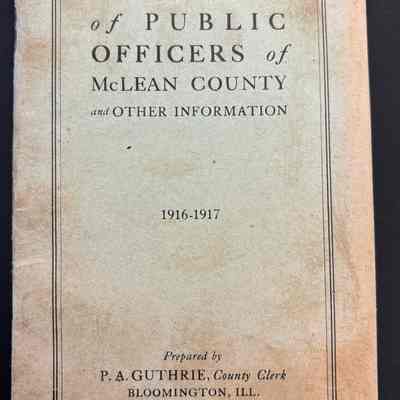 of PUBLIC
OFFICERS of
McLEAN COUNTY
and OTHER INFORMATION
1916-1917
Prepared by
P. A. GUTHRIE, County Clerk
BLOOMINGTON, ILL.